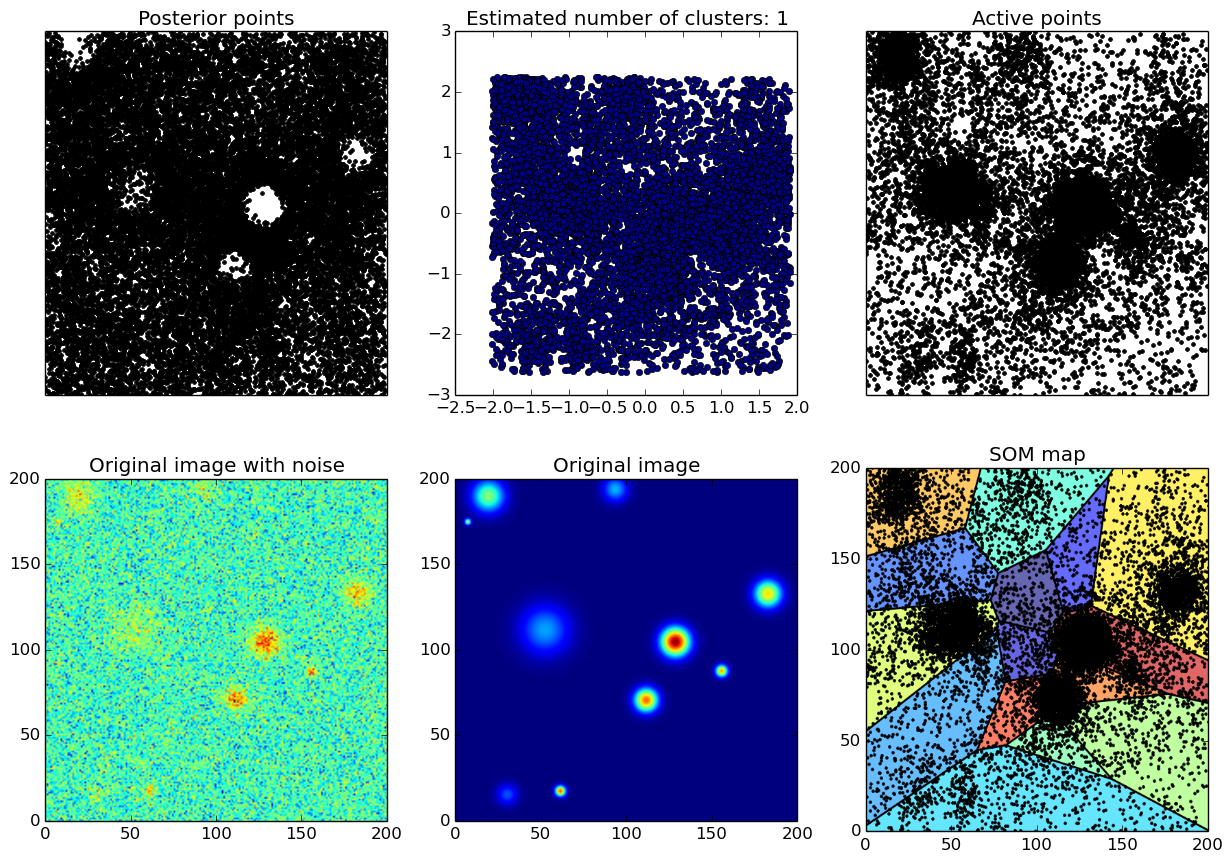 Posterior points
Estimated number of clusters: 1
Active points
3
2
1
0
−1
−2
−3
−2.5 −2.0 −1.5 −1.0 −0.5 0.0 0.5 1.0 1.5 2.0
Original image with noise
Original image
SOM map
200
150
100
50
0
0 50 100 150 200
200
150
100
50
0
0 50 100 150 200
200
150
100
50
0
0 50 100 150 200